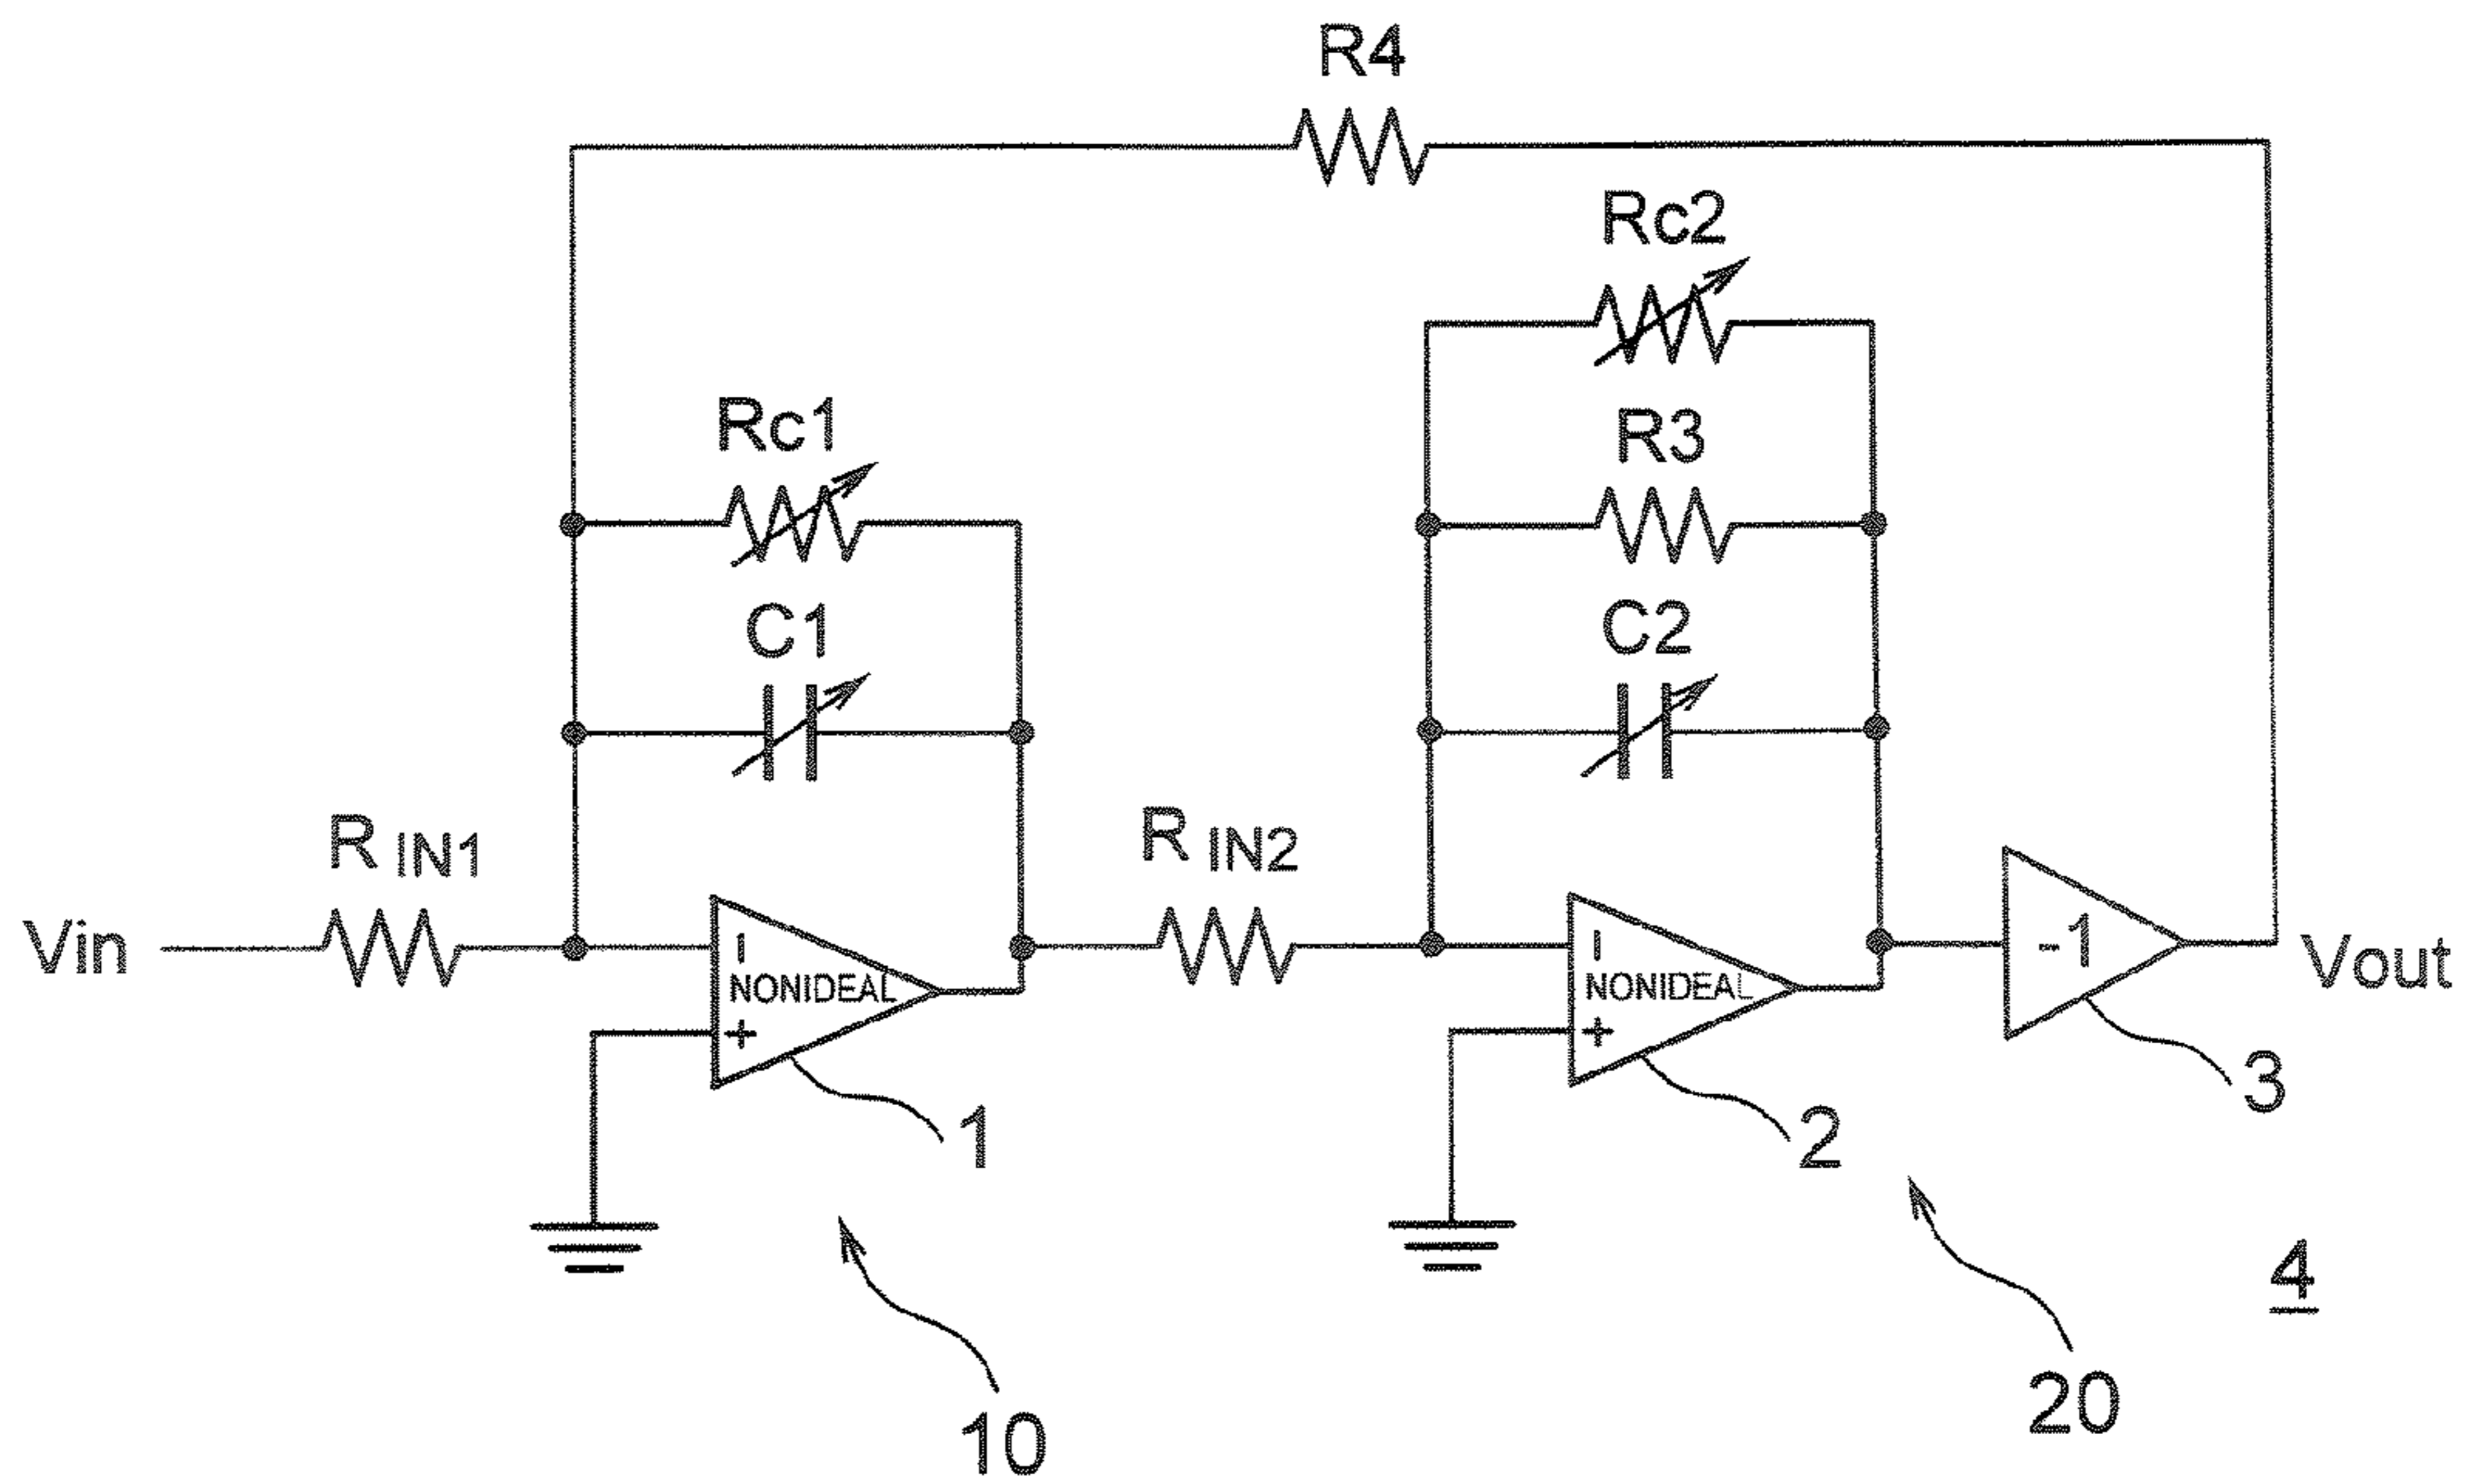 R4
Rc2
Rc1
R3
C1
C2
R IN1
R IN2
Vin
-
NONIDEAL
+
-
NONIDEAL
+
-1
Vout
1
2
3
4
10
20